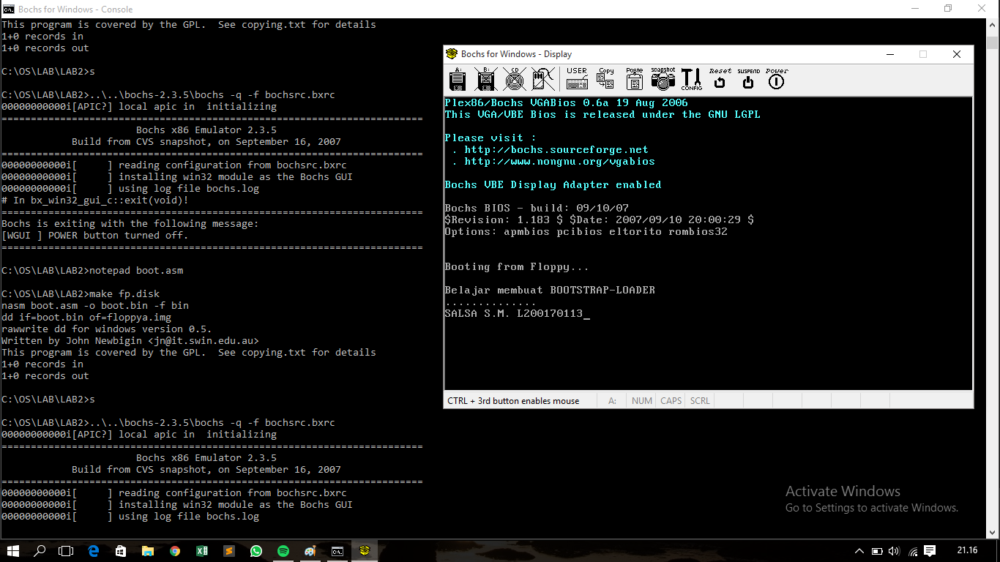 Bochs for Windows - Console
This program is covered by the GPL.  See copying.txt for details
1+0 records in
1+0 records out
C:\OS\LAB\LAB2>s
C:\OS\LAB\LAB2>..\..\bochs-2.3.5\bochs -q -f bochsrc.bxrc
00000000000i[APIC?] local apic in  initializing
========================================================================
Bochs x86 Emulator 2.3.5
Build from CVS snapshot, on September 16, 2007
========================================================================
00000000000i[     ] reading configuration from bochsrc.bxrc
00000000000i[     ] installing win32 module as the Bochs GUI
00000000000i[     ] using log file bochs.log
# In bx_win32_gui_c::exit(void)!
========================================================================
Bochs is exiting with the following message:
[WGUI ] POWER button turned off.
========================================================================
C:\OS\LAB\LAB2>notepad boot.asm
C:\OS\LAB\LAB2>make fp.disk
nasm boot.asm -o boot.bin -f bin
dd if=boot.bin of=floppya.img
rawwrite dd for windows version 0.5.
Written by John Newbigin <jn@it.swin.edu.au>
This program is covered by the GPL.  See copying.txt for details
1+0 records in
1+0 records out
C:\OS\LAB\LAB2>s
C:\OS\LAB\LAB2>..\..\bochs-2.3.5\bochs -q -f bochsrc.bxrc
00000000000i[APIC?] local apic in  initializing
========================================================================
Bochs x86 Emulator 2.3.5
Build from CVS snapshot, on September 16, 2007
========================================================================
00000000000i[     ] reading configuration from bochsrc.bxrc
00000000000i[     ] installing win32 module as the Bochs GUI
00000000000i[     ] using log file bochs.log
Bochs for Windows - Display
A: B: CD USER Copy Paste snapshot CONFIG Reset SUSPEND Power
Plex86/Bochs VGABios 0.6a 19 Aug 2006
This VGA/VBE Bios is released under the GNU LGPL
Please visit :
. http://bochs.sourceforge.net
. http://www.nongnu.org/vgabios
Bochs VBE Display Adapter enabled
Bochs BIOS - build: 09/10/07
$Revision: 1.183 $ $Date: 2007/09/10 20:00:29 $
Options: apmbios pcibios eltorito rombios32
Booting from Floppy...
Belajar membuat BOOTSTRAP-LOADER
..............
SALSA S.M. L200170113_
CTRL + 3rd button enables mouse A: NUM CAPS SCRL
Activate Windows
Go to Settings to activate Windows.
21.16